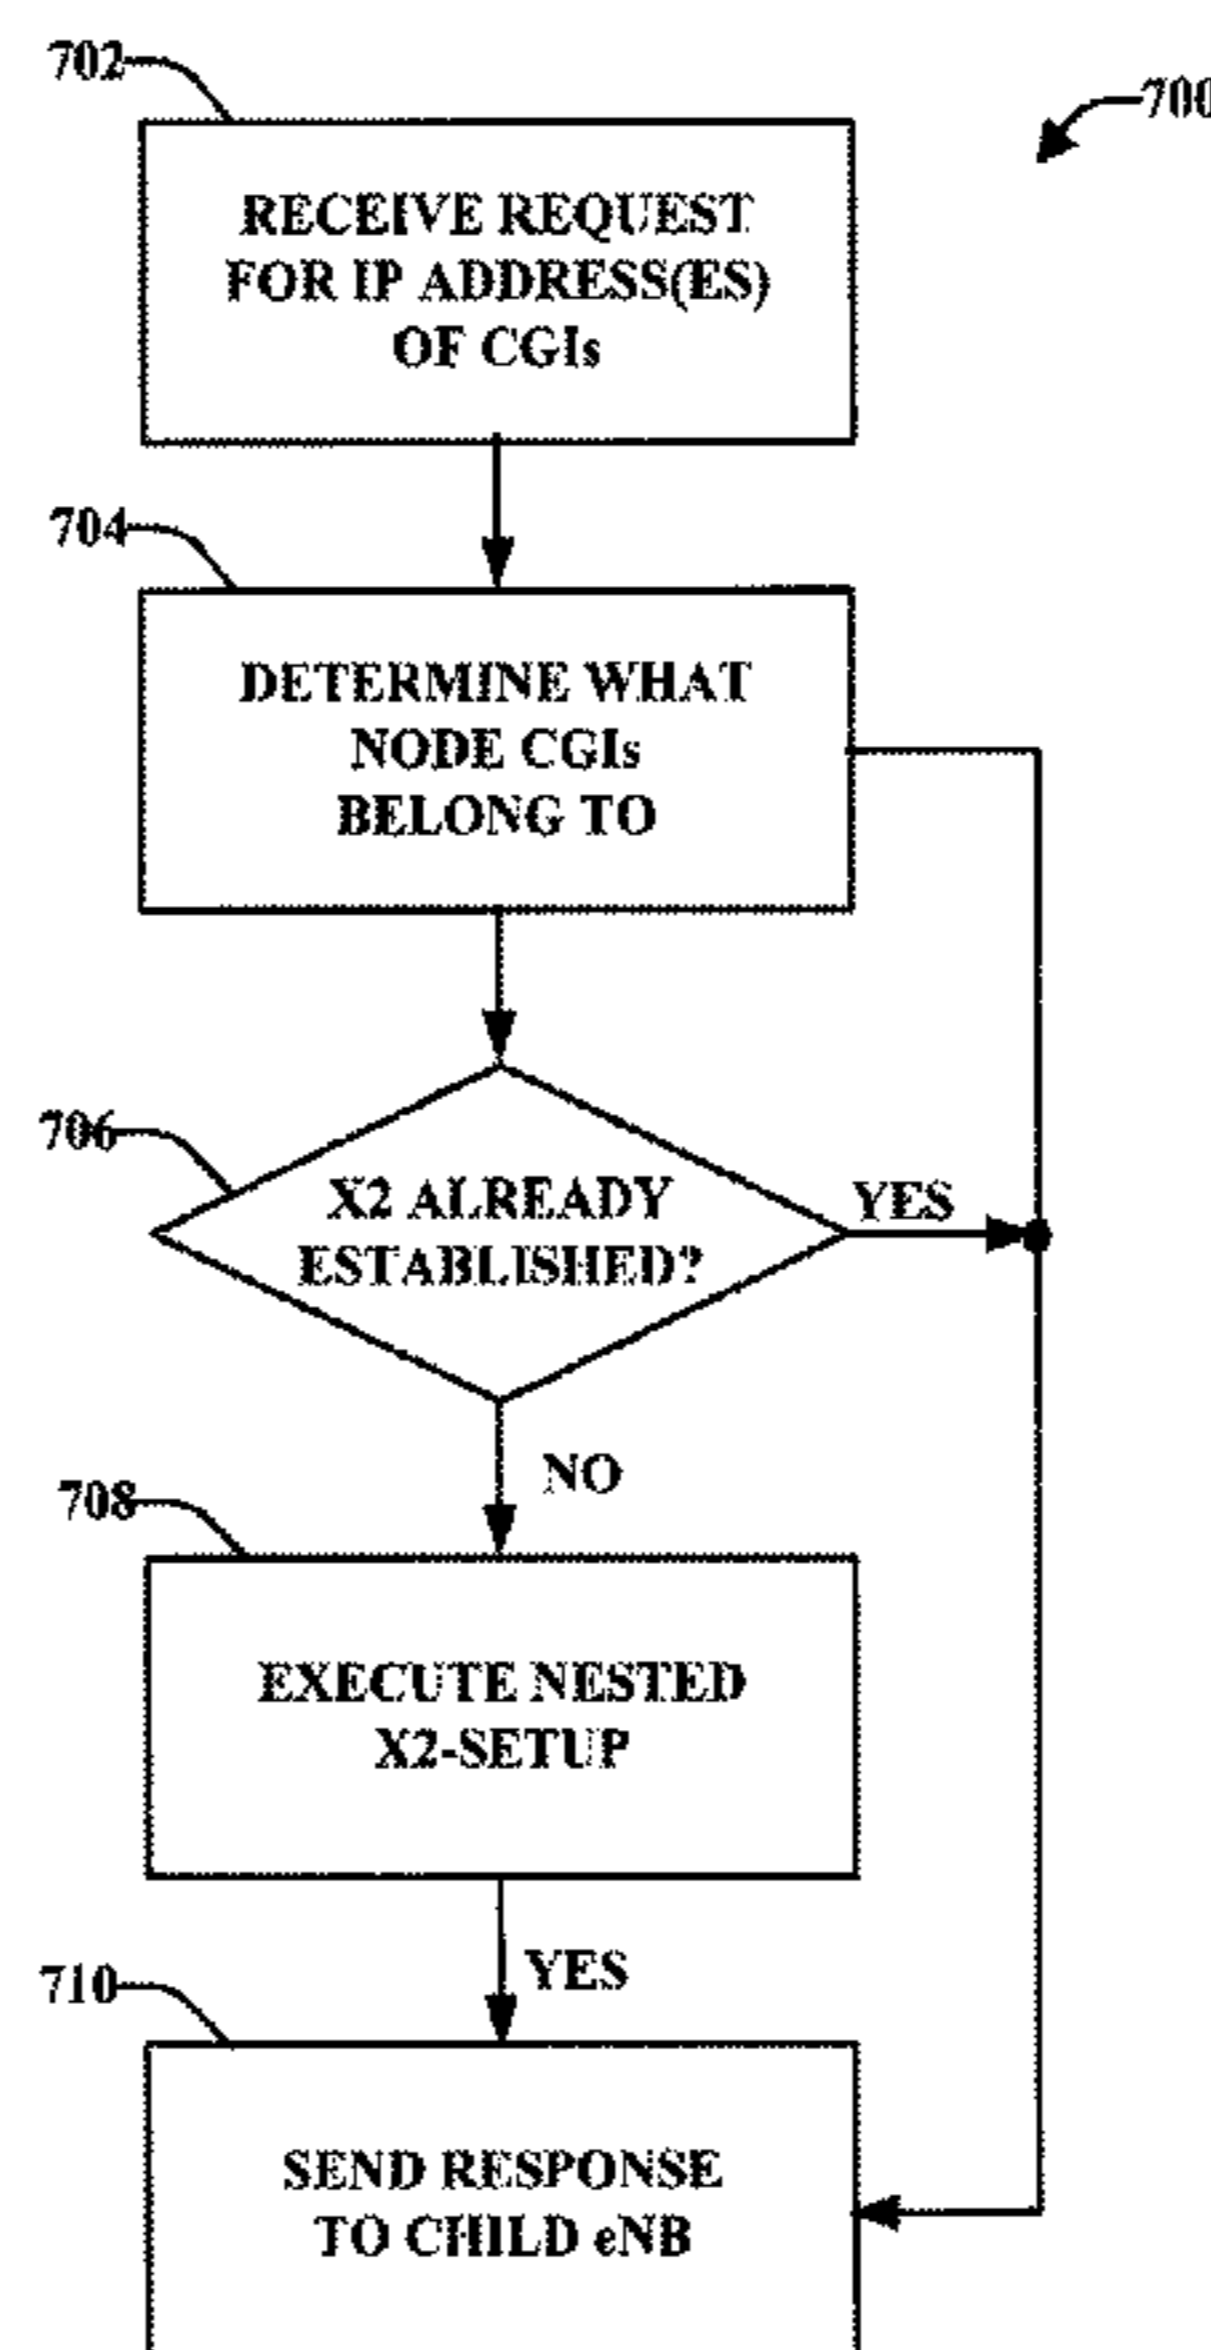 702
700
RECEIVE REQUEST
FOR IP ADDRESS(ES)
OF CGIs
704
DETERMINE WHAT
NODE CGIs
BELONG TO
706
X2 ALREADY
ESTABLISHED?
YES
NO
708
EXECUTE NESTED
X2-SETUP
YES
710
SEND RESPONSE
TO CHILD eNB